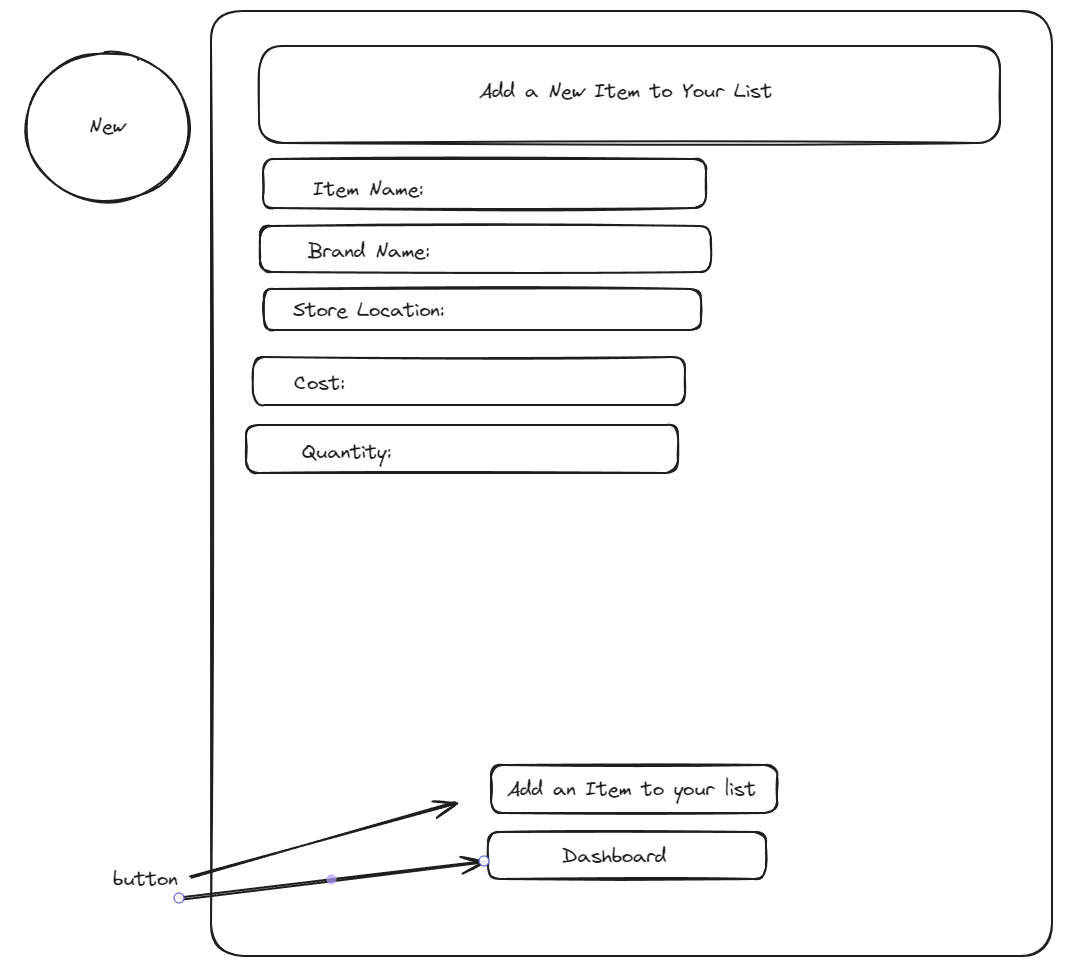 Add a New Item to Your List
New
Item Name:
Brand Name:
Store Location:
Cost:
Quantity:
Add an Item to your list
Dashboard
button